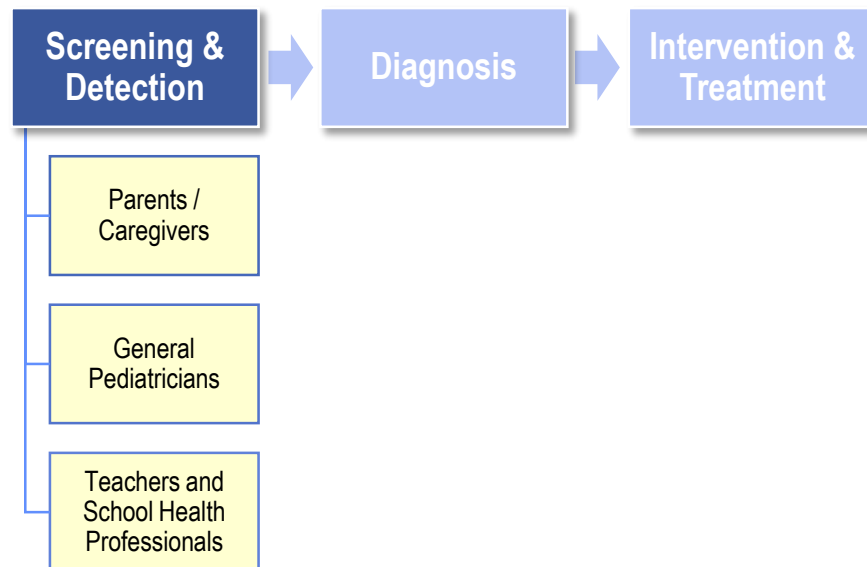 Screening &
Detection
Diagnosis
Intervention &
Treatment
Parents /
Caregivers
General
Pediatricians
Teachers and
School Health
Professionals